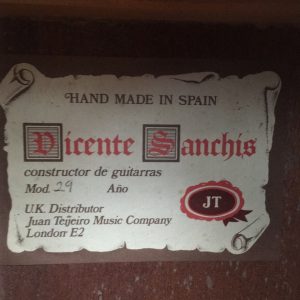 HAND MADE IN SPAIN
Vicente Sanchis
constructor de guitarras
Mod. 29 Año
U.K. Distributor
Juan Teijeiro Music Company
London E2
JT